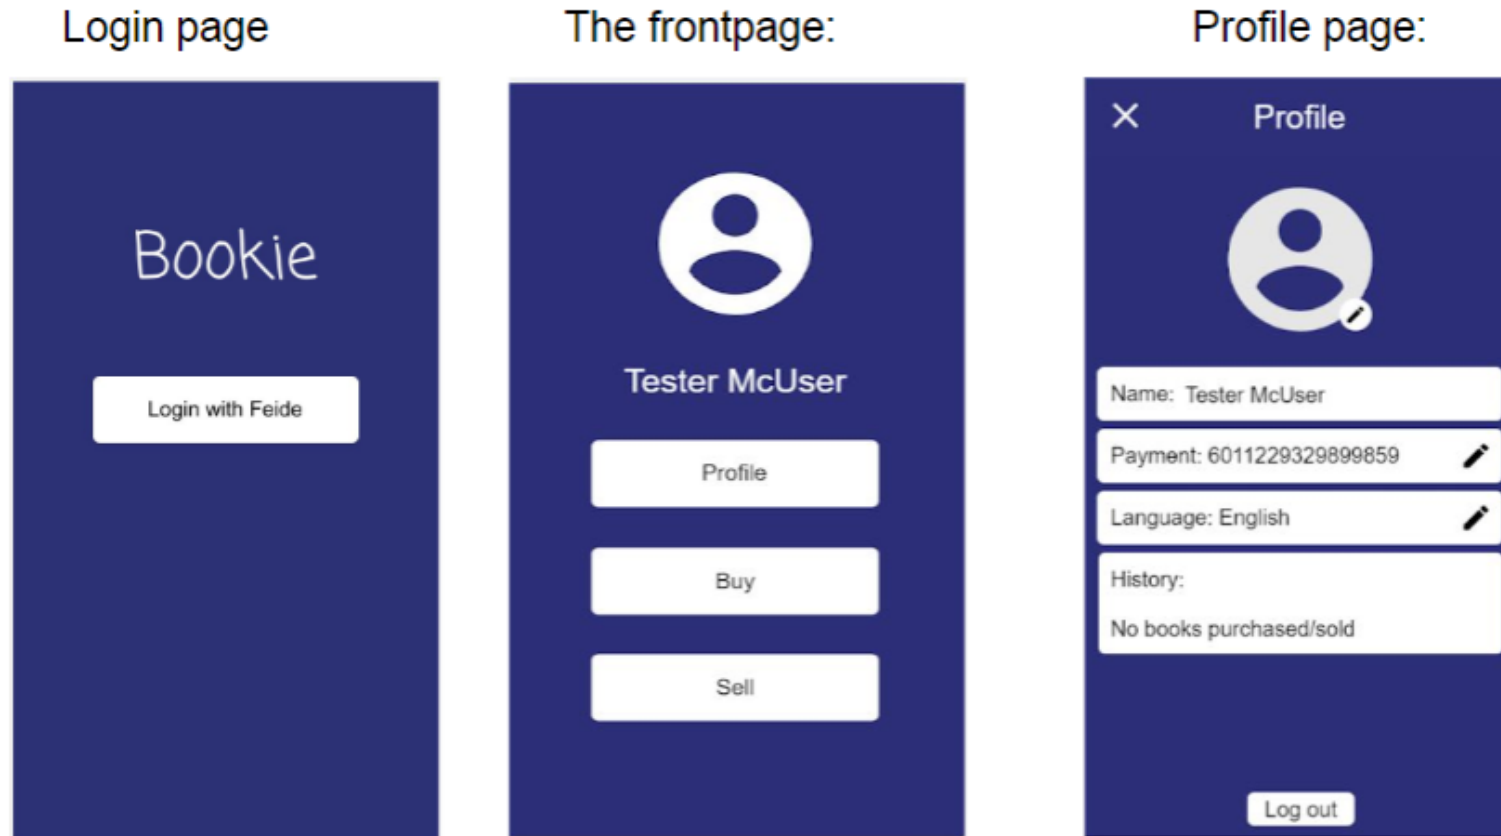 Login page
Bookie
Login with Feide
The frontpage:
Tester McUser
Profile
Buy
Sell
Profile page:
Profile
Name: Tester McUser
Payment: 6011229329899859
Language: English
History:
No books purchased/sold
Log out